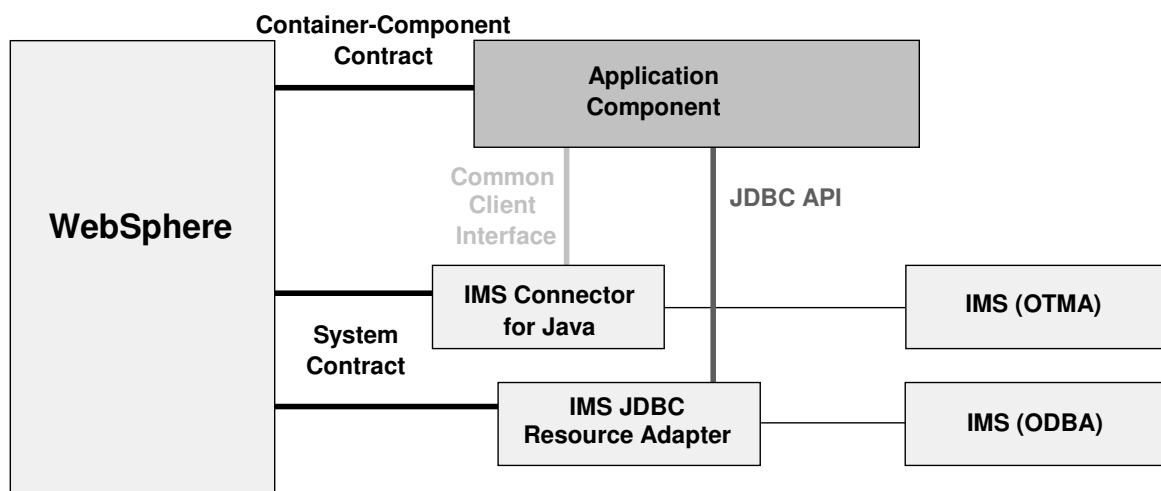 Container-Component
Contract
Application
Component
WebSphere
Common
Client
Interface
JDBC API
IMS Connector
for Java
IMS (OTMA)
System
Contract
IMS JDBC
Resource Adapter
IMS (ODBA)